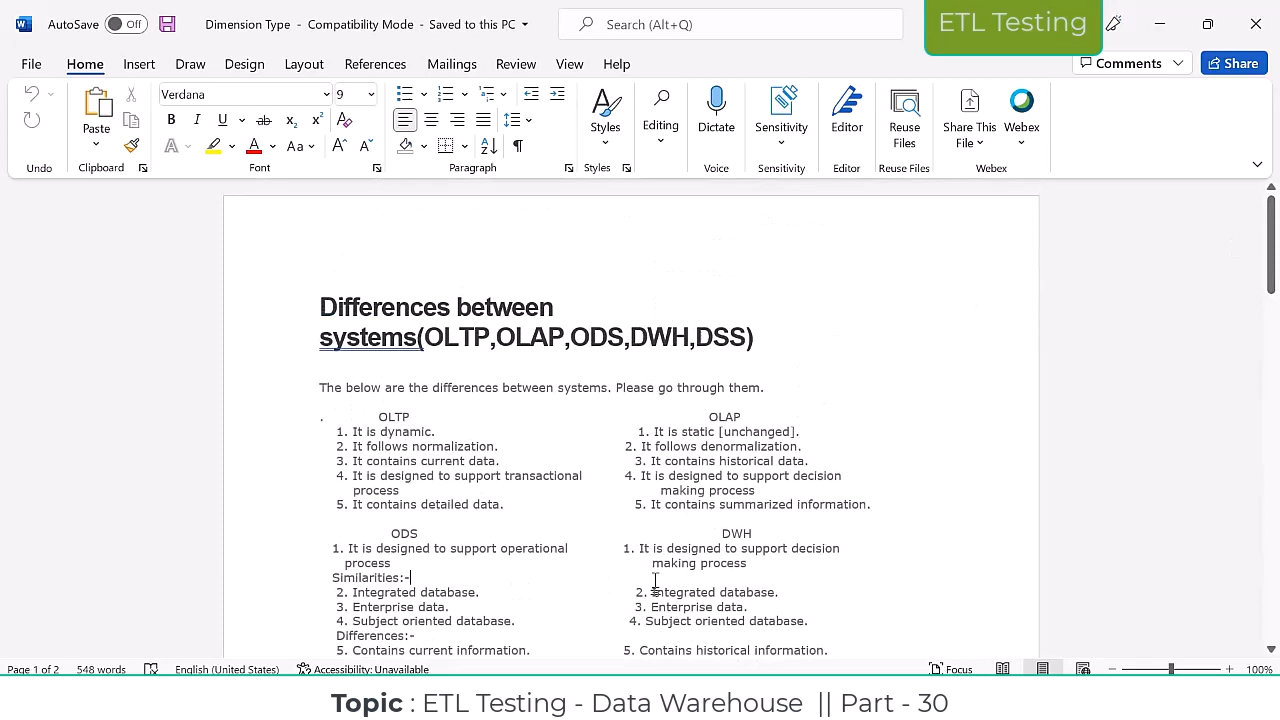 AutoSave Off Dimension Type - Compatibility Mode - Saved to this PC Search (Alt+Q) ETL Testing
File Home Insert Draw Design Layout References Mailings Review View Help Comments Share
Verdana 9
Paste Styles Editing Dictate Sensitivity Editor Reuse Files Share This File Webex
Undo Clipboard Font Paragraph Styles Voice Sensitivity Editor Reuse Files Webex
Differences between
systems(OLTP,OLAP,ODS,DWH,DSS)
The below are the differences between systems. Please go through them.
. OLTP OLAP
1. It is dynamic. 1. It is static [unchanged].
2. It follows normalization. 2. It follows denormalization.
3. It contains current data. 3. It contains historical data.
4. It is designed to support transactional 4. It is designed to support decision
process making process
5. It contains detailed data. 5. It contains summarized information.
ODS DWH
1. It is designed to support operational 1. It is designed to support decision
process making process
Similarities:-
2. Integrated database. 2. Integrated database.
3. Enterprise data. 3. Enterprise data.
4. Subject oriented database. 4. Subject oriented database.
Differences:-
5. Contains current information. 5. Contains historical information.
Page 1 of 2 548 words English (United States) Accessibility: Unavailable Focus 100%
Topic : ETL Testing - Data Warehouse || Part - 30